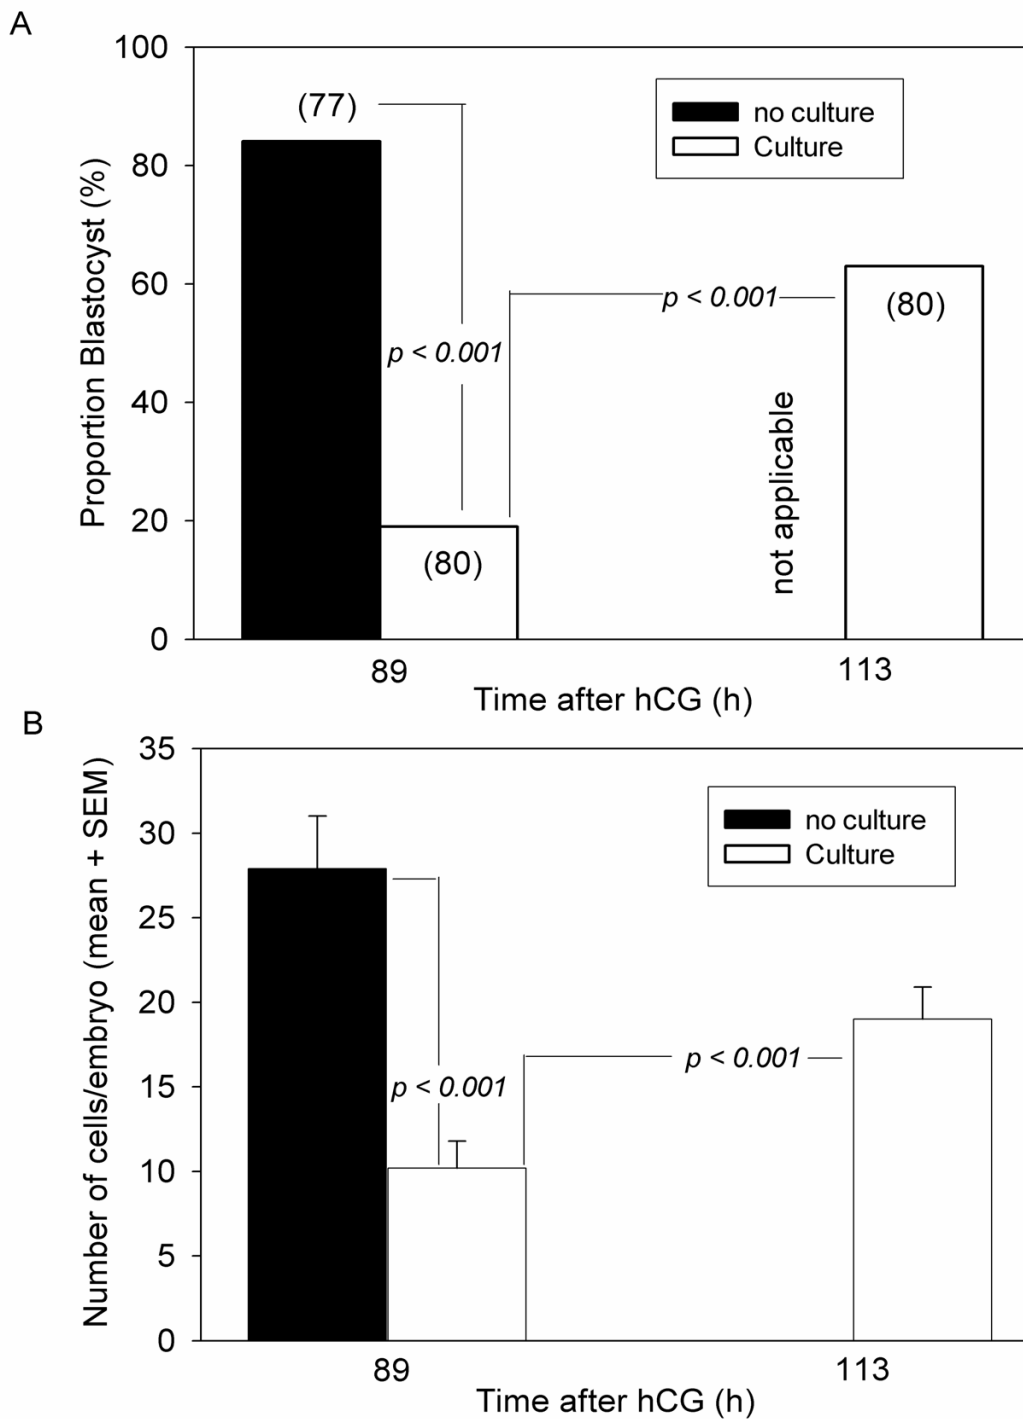 A
100
(77)
no culture
Culture
80
Proportion Blastocyst (%)
60
p < 0.001
(80)
p < 0.001
40
not applicable
20
(80)
0
89
113
Time after hCG (h)
B
35
Number of cells/embryo (mean + SEM)
no culture
Culture
30
25
20
15
p < 0.001
p < 0.001
10
5
0
89
113
Time after hCG (h)